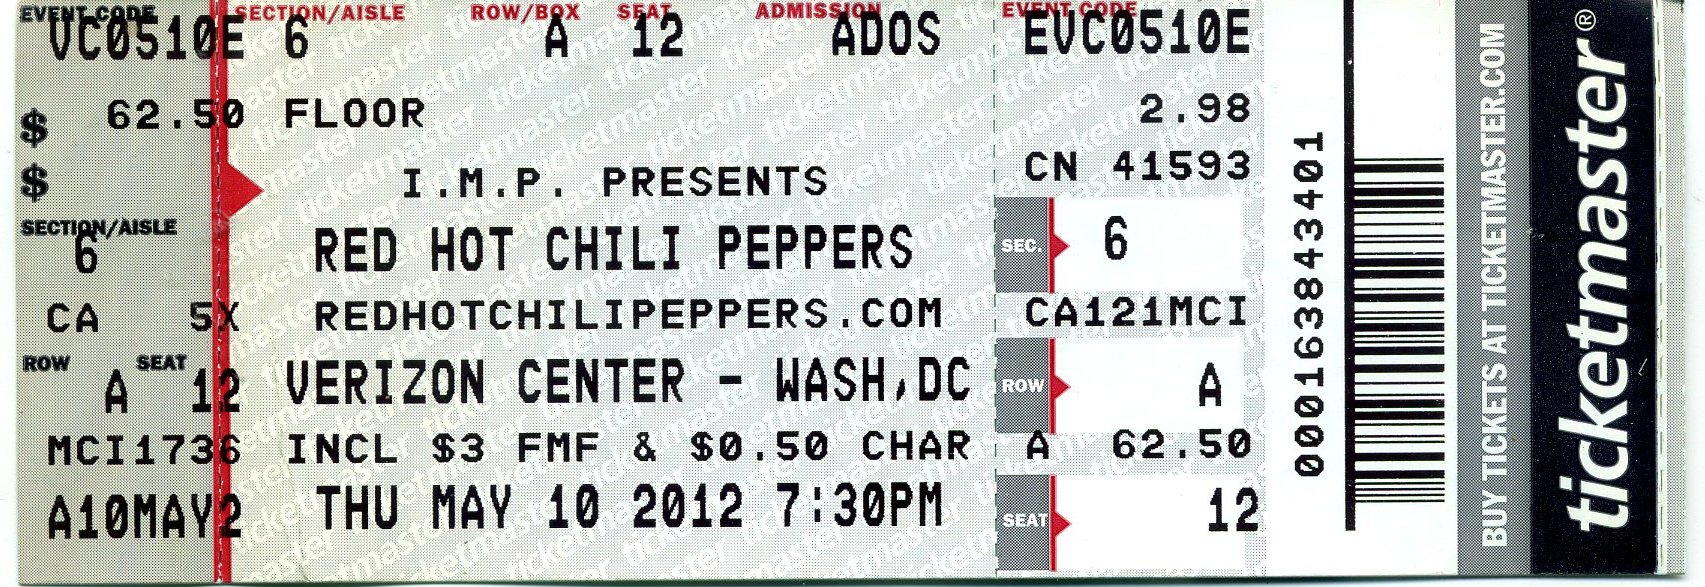 EVENT CODE SECTION/AISLE ROW/BOX SEAT ADMISSION EVENT CODE
VC0510E 6 A 12 ADOS EVC0510E
$ 62.50 FLOOR 2.98
$ I.M.P. PRESENTS CN 41593
SECTION/AISLE
6 RED HOT CHILI PEPPERS SEC. 6
CA 5X REDHOTCHILIPEPPERS.COM CA121MCI
ROW SEAT
A 12 VERIZON CENTER - WASH,DC ROW A
MCI1736 INCL $3 FMF & $0.50 CHAR A 62.50
A10MAY2 THU MAY 10 2012 7:30PM SEAT 12
0001638431401
BUY TICKETS AT TICKETMASTER.COM
ticketmaster®